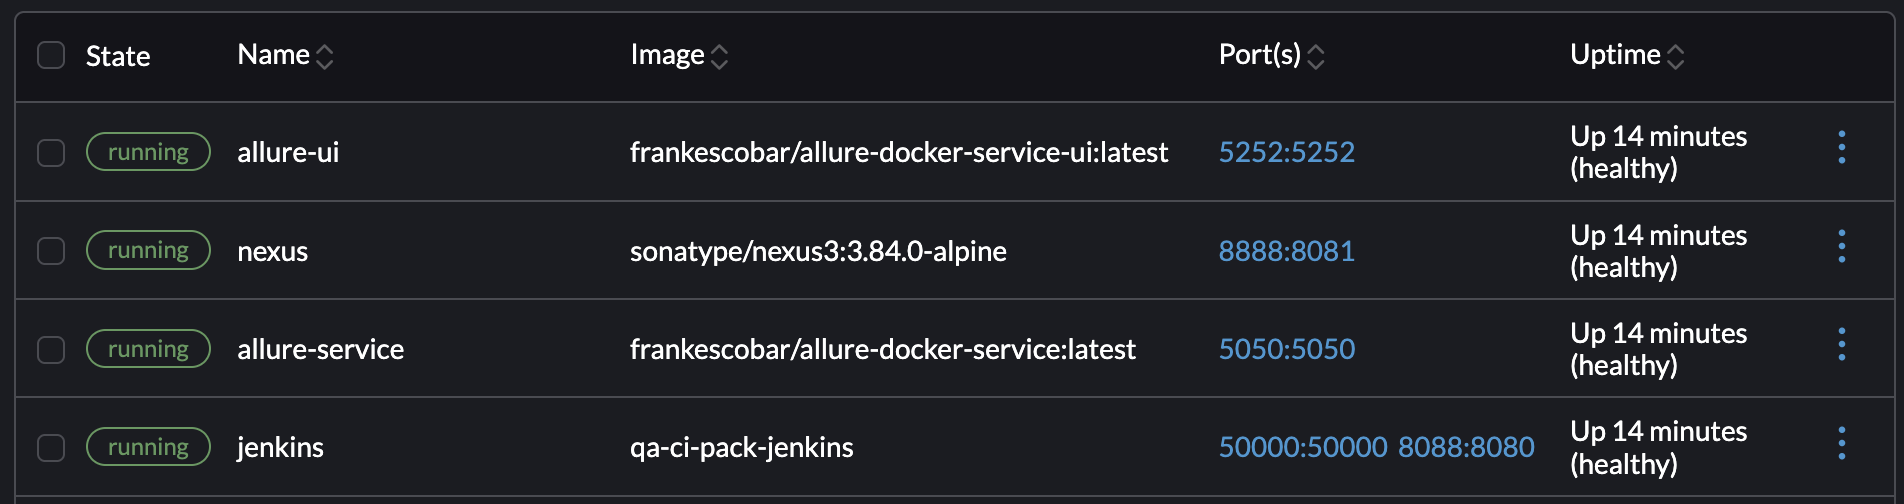 State Name Image Port(s) Uptime
running allure-ui frankescobar/allure-docker-service-ui:latest 5252:5252 Up 14 minutes (healthy)
running nexus sonatype/nexus3:3.84.0-alpine 8888:8081 Up 14 minutes (healthy)
running allure-service frankescobar/allure-docker-service:latest 5050:5050 Up 14 minutes (healthy)
running jenkins qa-ci-pack-jenkins 50000:50000 8088:8080 Up 14 minutes (healthy)